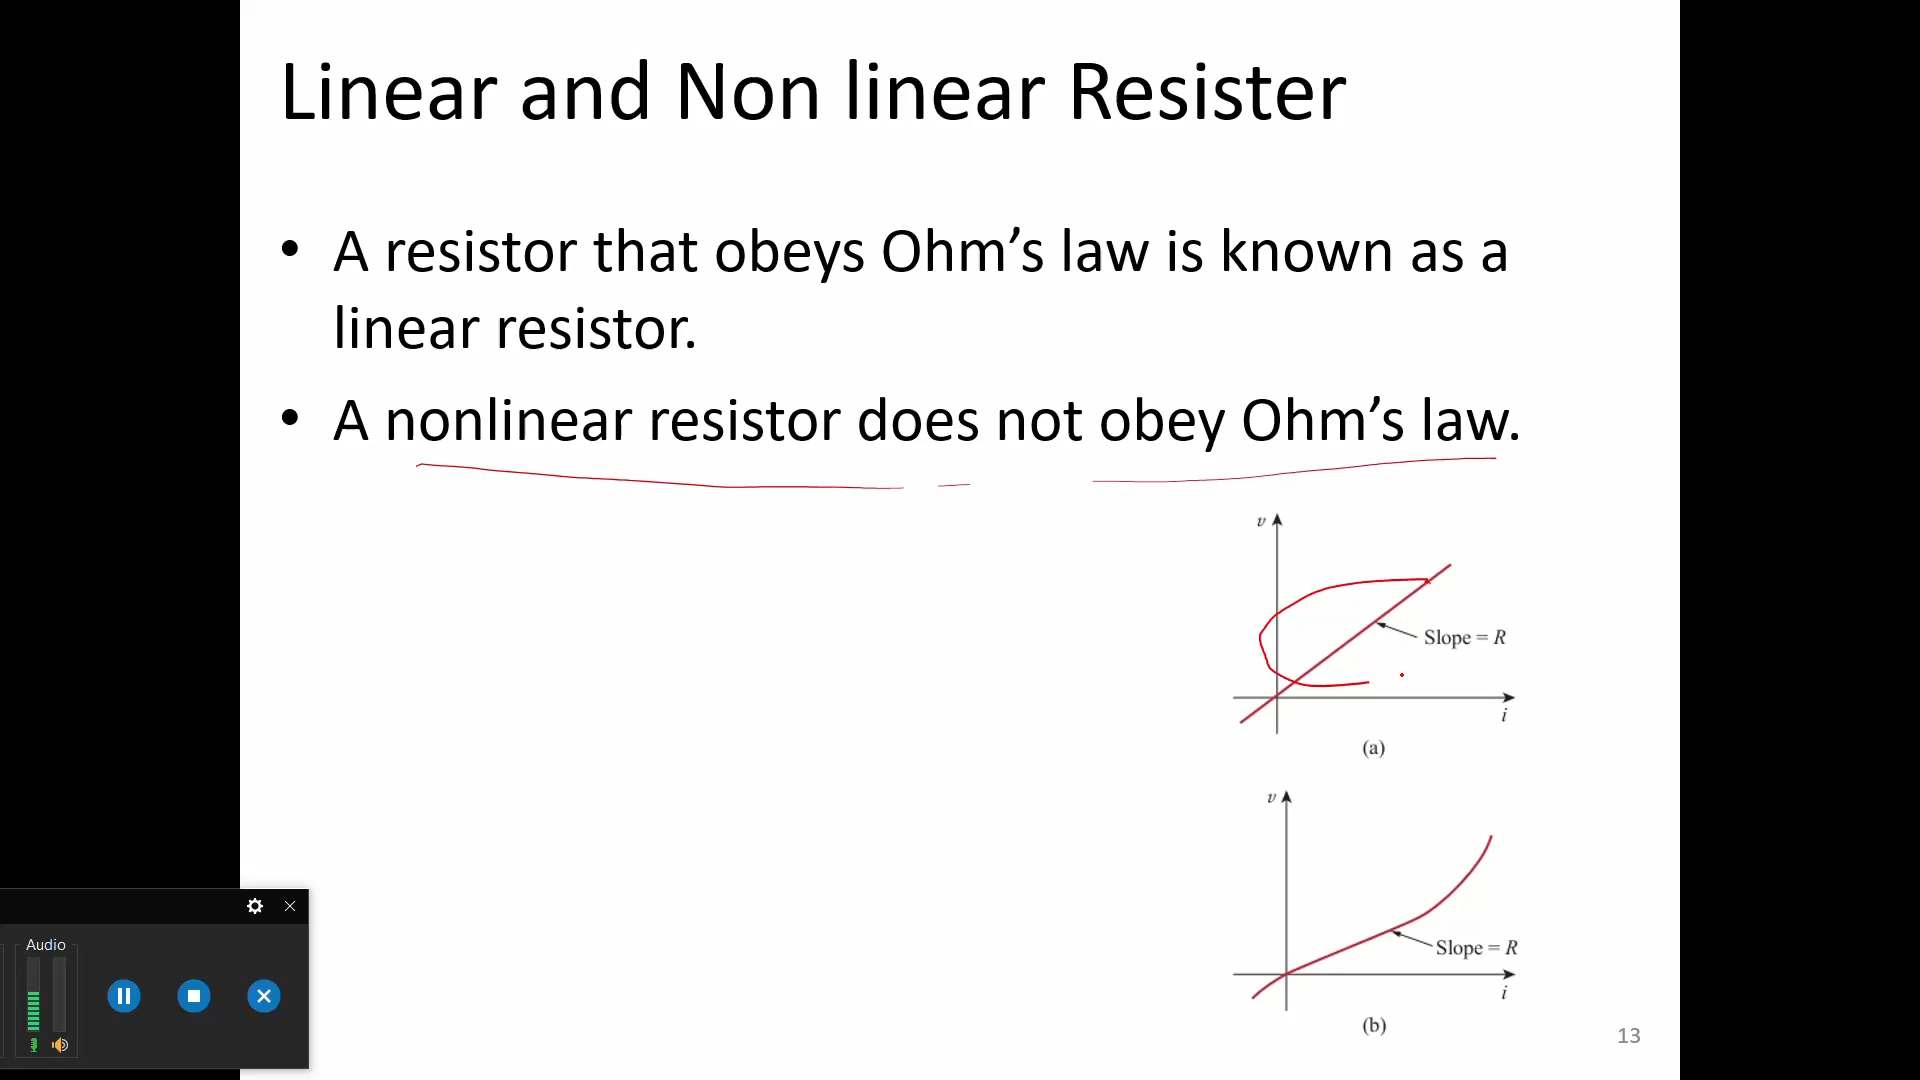 Linear and Non linear Resister
• A resistor that obeys Ohm’s law is known as a
linear resistor.
• A nonlinear resistor does not obey Ohm’s law.
v
Slope = R
i
(a)
v
Slope = R
i
(b)
Audio
13